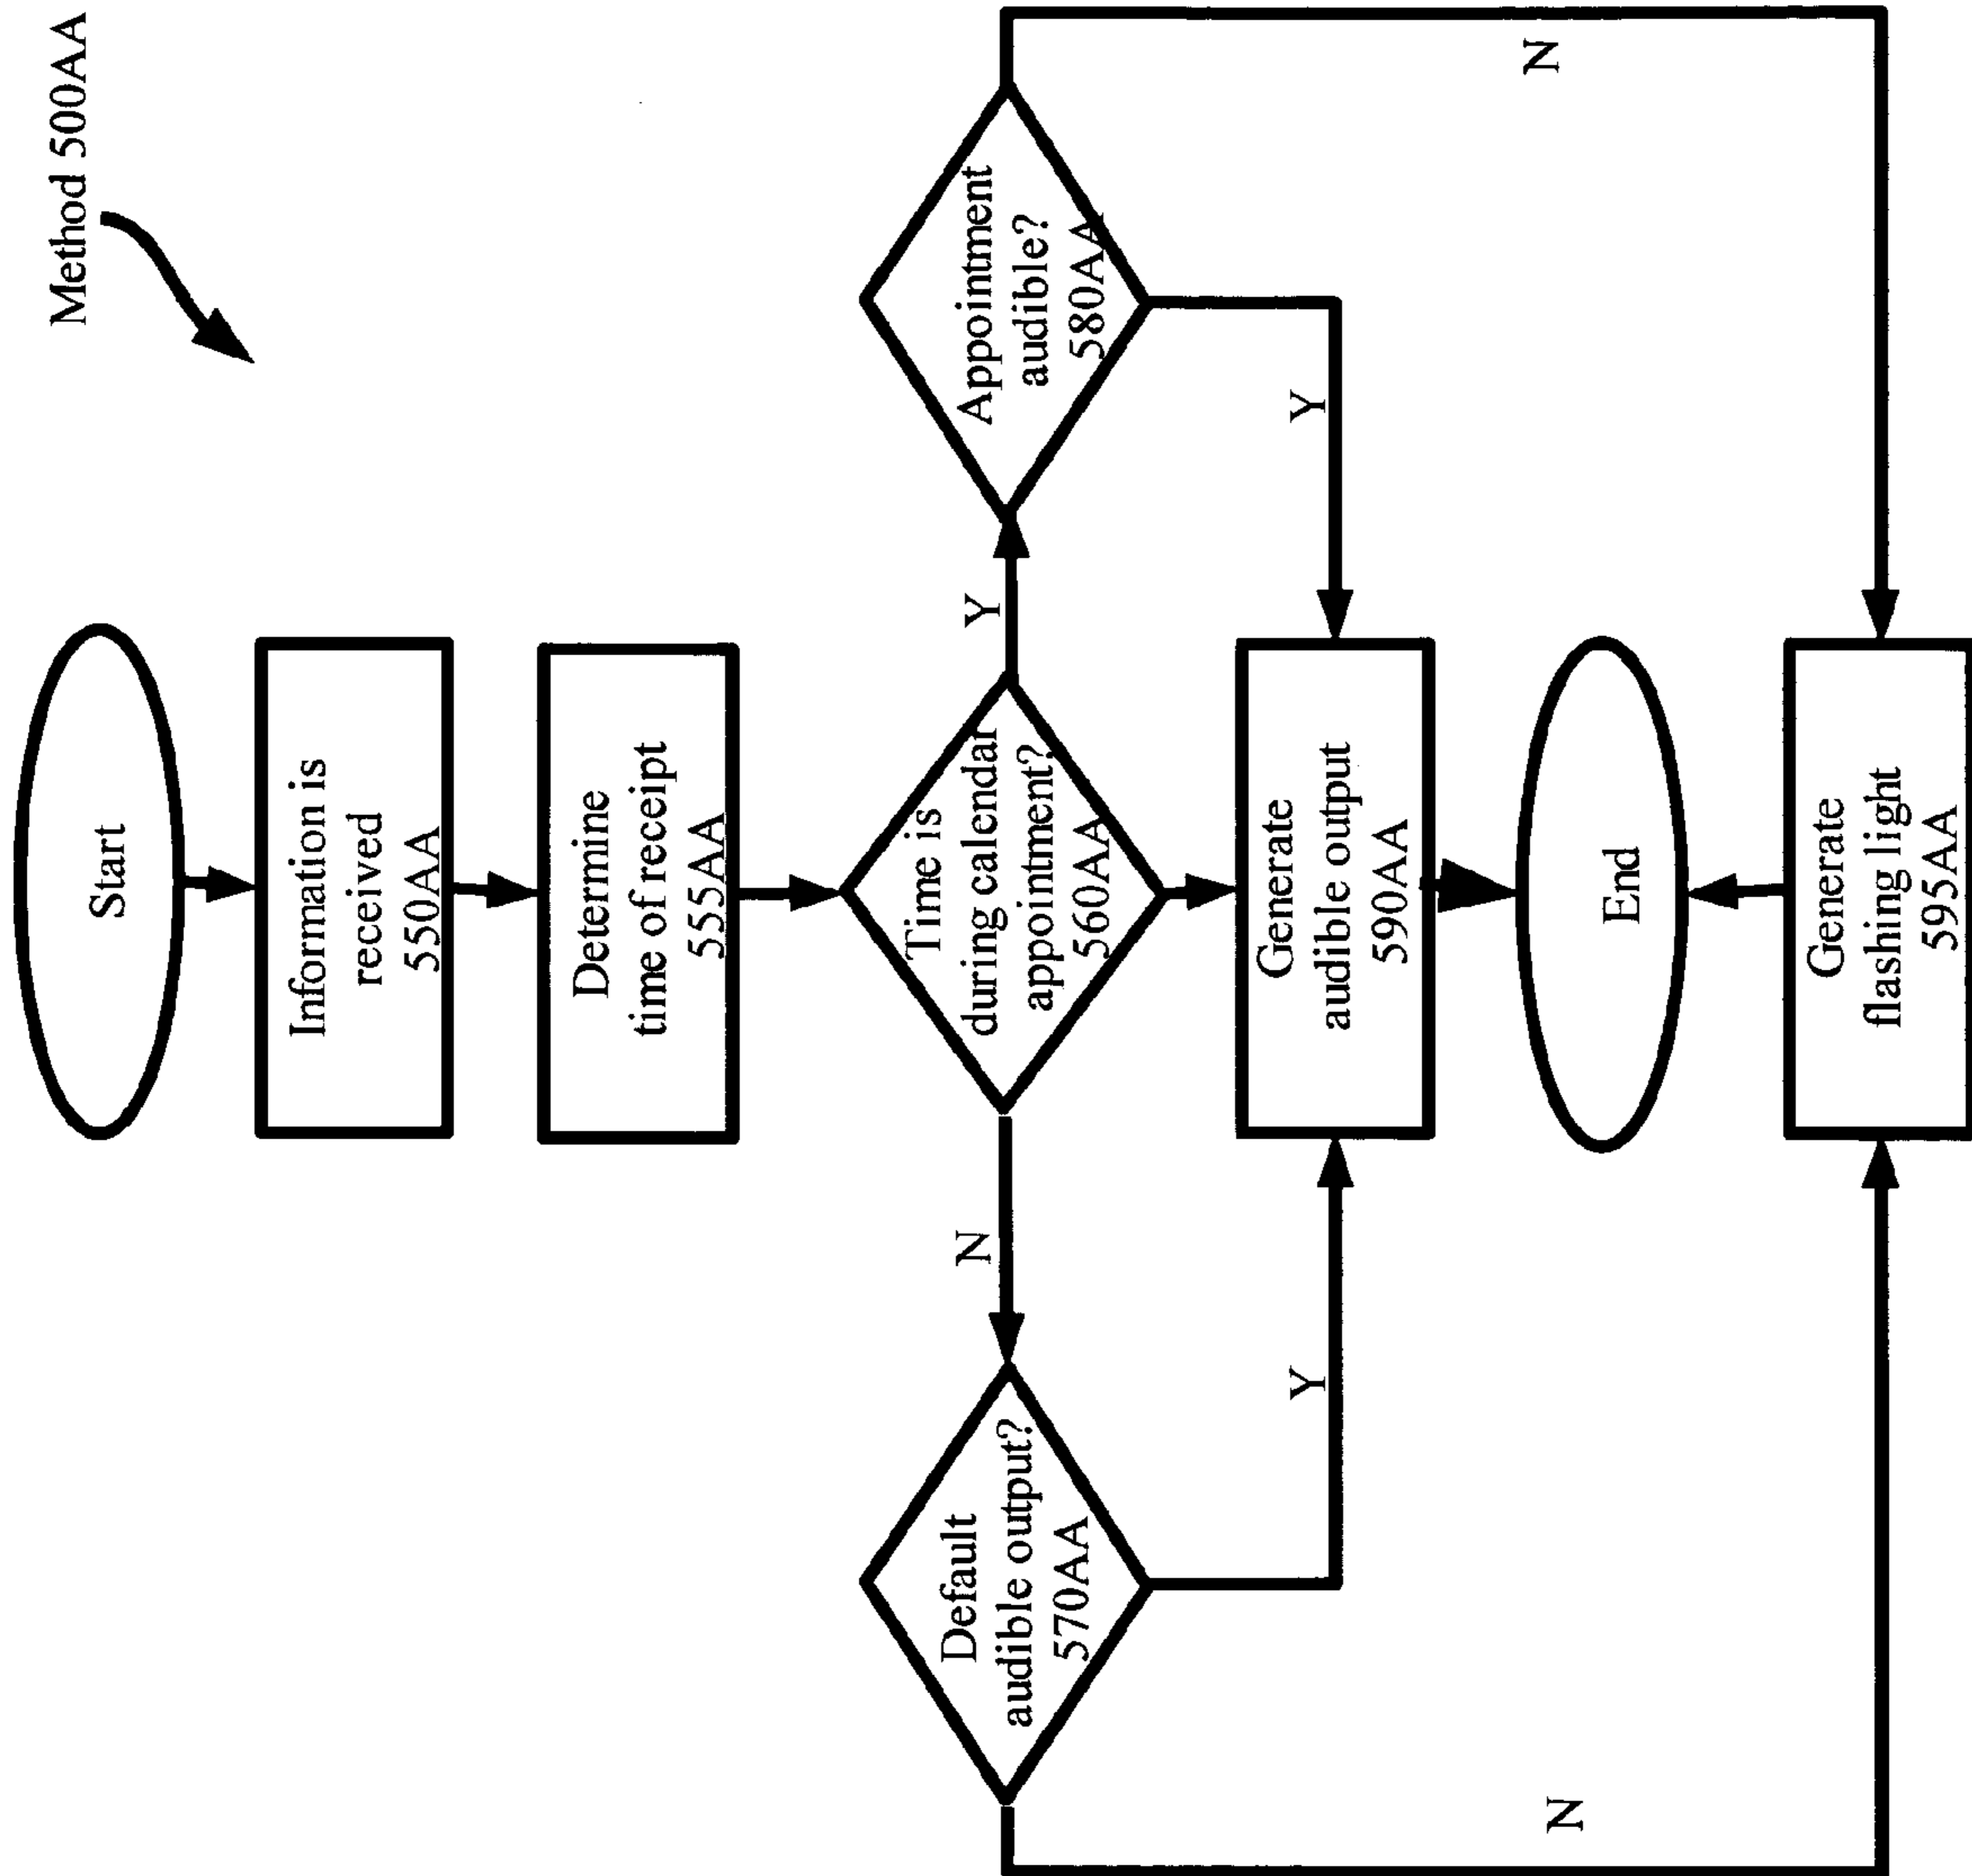 Method 500AA
Start
Information is
received
550AA
Determine
time of receipt
555AA
Time is
during calendar
appointment?
560AA
N
Y
Default
audible output?
570AA
Appointment
audible?
580AA
Y
Y
Generate
audible output
590AA
End
N
N
Generate
flashing light
595AA